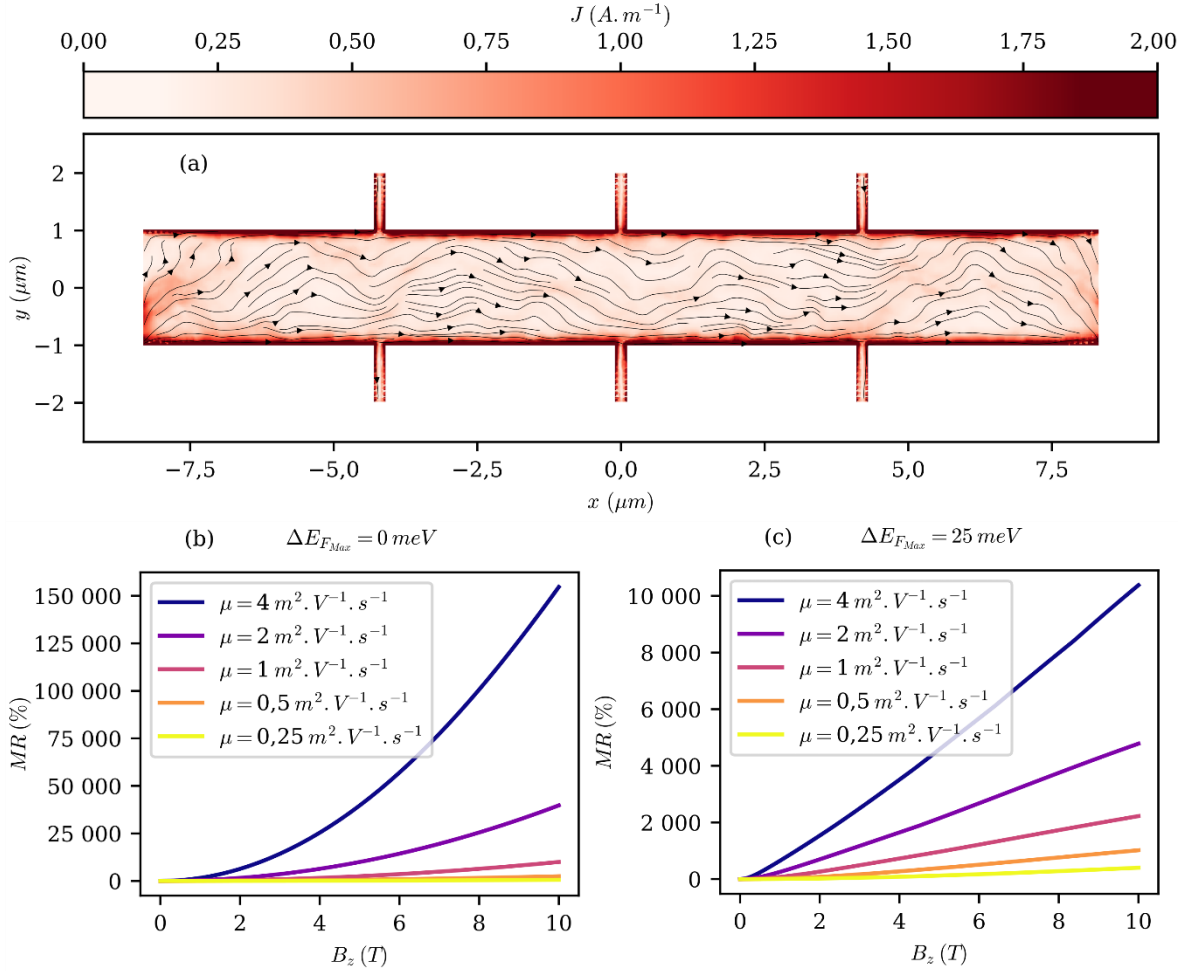 J (A.m⁻¹)
0,00 0,25 0,50 0,75 1,00 1,25 1,50 1,75 2,00
(a)
2
1
0
−1
−2
y (μm)
−7,5 −5,0 −2,5 0,0 2,5 5,0 7,5
x (μm)
(b) ΔE_{F_{Max}} = 0 meV
150 000
125 000
100 000
75 000
50 000
25 000
0
MR (%)
μ = 4 m².V⁻¹.s⁻¹
μ = 2 m².V⁻¹.s⁻¹
μ = 1 m².V⁻¹.s⁻¹
μ = 0,5 m².V⁻¹.s⁻¹
μ = 0,25 m².V⁻¹.s⁻¹
0 2 4 6 8 10
B_z (T)
(c) ΔE_{F_{Max}} = 25 meV
10 000
8 000
6 000
4 000
2 000
0
MR (%)
μ = 4 m².V⁻¹.s⁻¹
μ = 2 m².V⁻¹.s⁻¹
μ = 1 m².V⁻¹.s⁻¹
μ = 0,5 m².V⁻¹.s⁻¹
μ = 0,25 m².V⁻¹.s⁻¹
0 2 4 6 8 10
B_z (T)